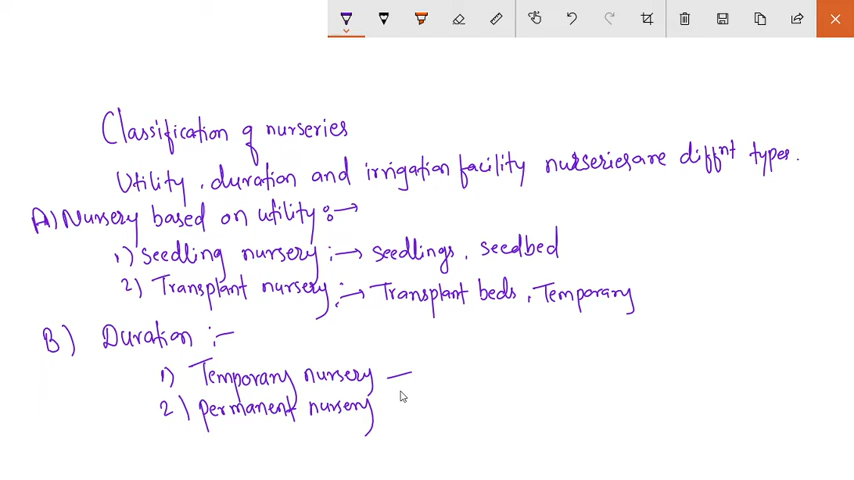 Classification of nurseries
Utility, duration and irrigation facility nurseries are diffnt types.
A) Nursery based on utility :→
1) Seedling nursery :→ seedlings, seedbed
2) Transplant nursery :→ Transplant beds, Temporary
B) Duration :-
1) Temporary nursery —
2) permanent nursery